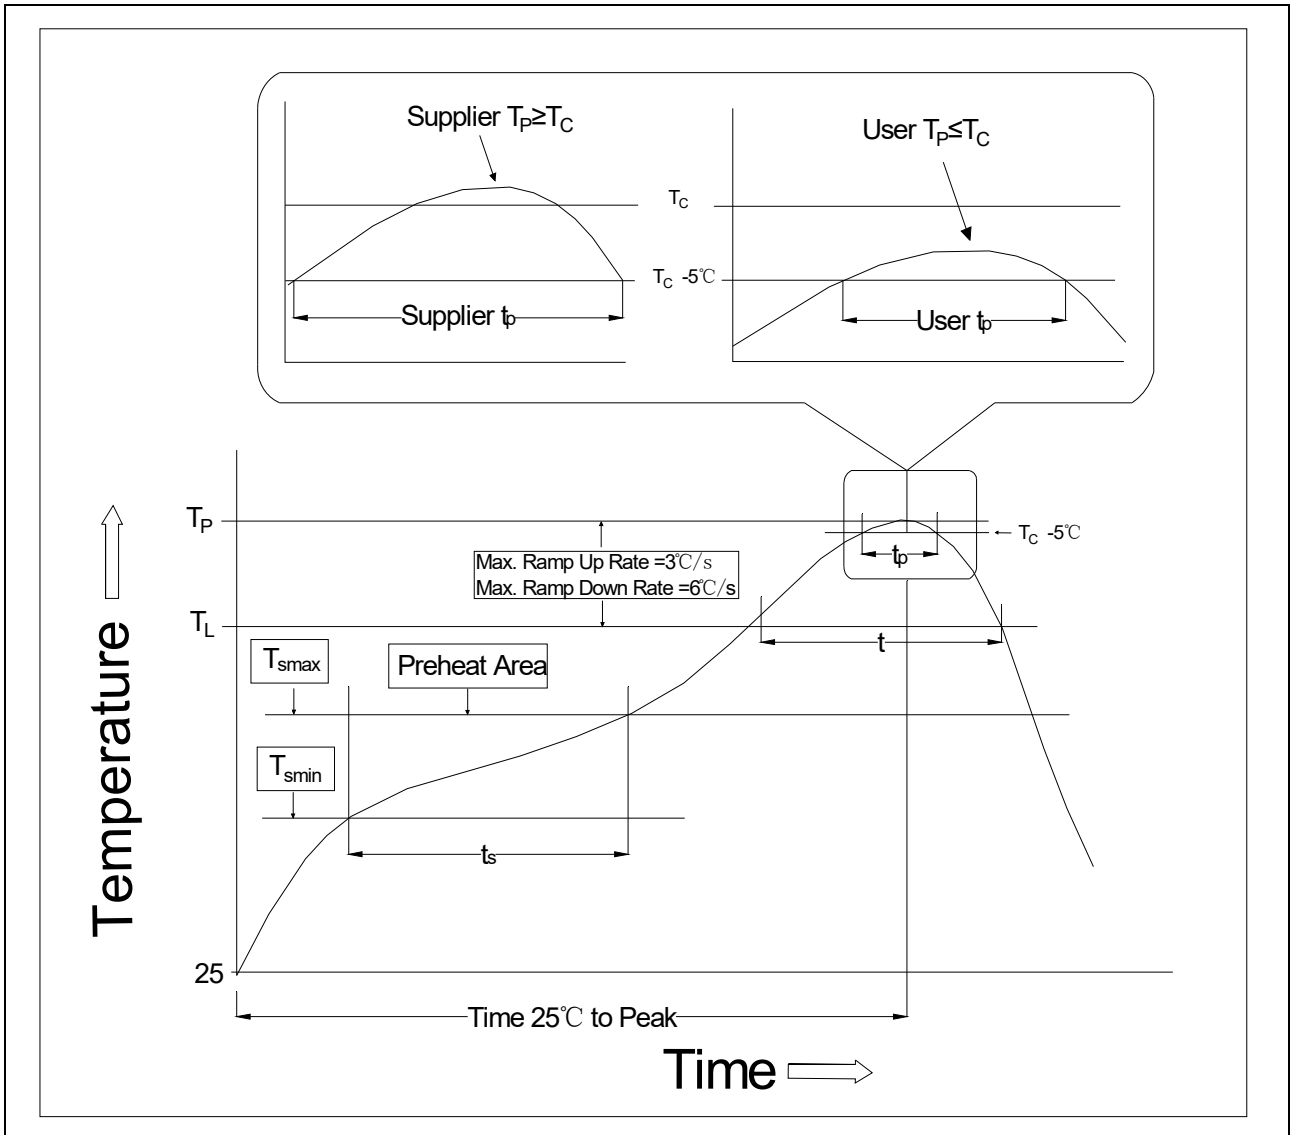 Supplier TP≥TC
User TP≤TC
TC
TC -5℃
Supplier tp
User tp
TP
TC -5℃
tp
Max. Ramp Up Rate =3℃/s
Max. Ramp Down Rate =6℃/s
TL
t
Tsmax
Preheat Area
Tsmin
ts
Temperature
25
Time 25℃ to Peak
Time